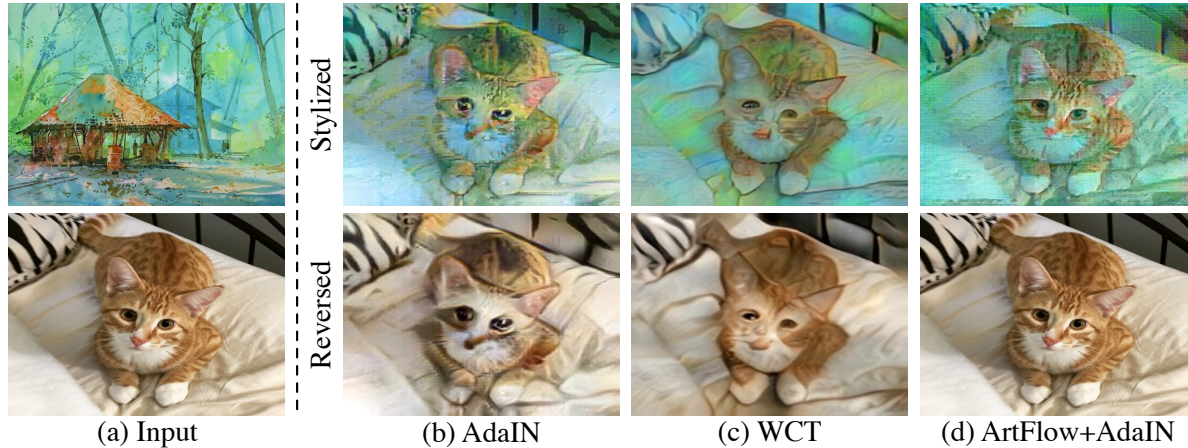 Stylized
Reversed
(a) Input
(b) AdaIN
(c) WCT
(d) ArtFlow+AdaIN